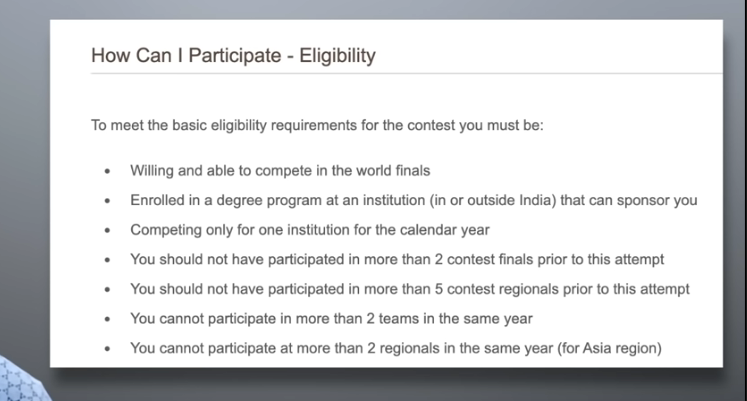 How Can I Participate - Eligibility
To meet the basic eligibility requirements for the contest you must be:
• Willing and able to compete in the world finals
• Enrolled in a degree program at an institution (in or outside India) that can sponsor you
• Competing only for one institution for the calendar year
• You should not have participated in more than 2 contest finals prior to this attempt
• You should not have participated in more than 5 contest regionals prior to this attempt
• You cannot participate in more than 2 teams in the same year
• You cannot participate at more than 2 regionals in the same year (for Asia region)